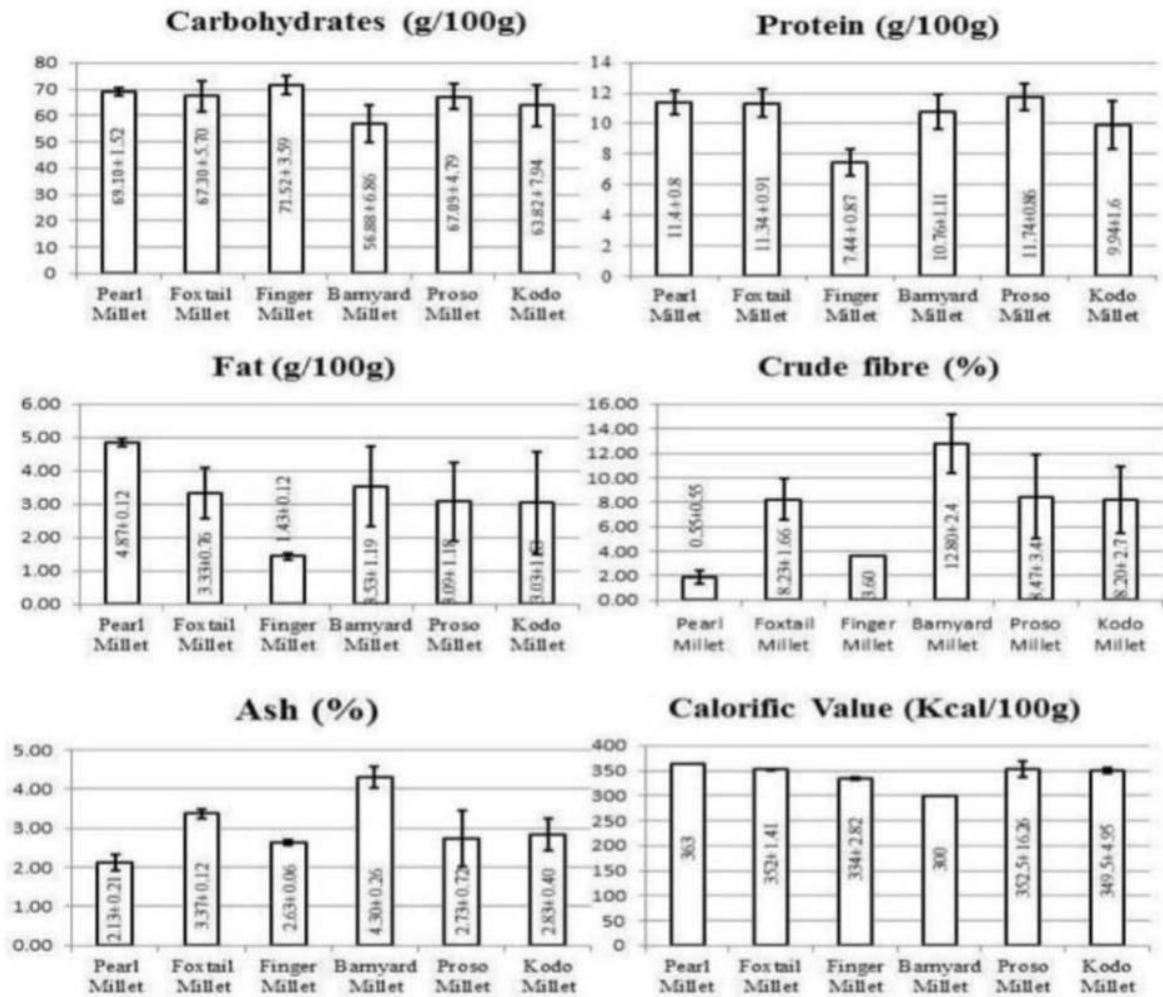 Carbohydrates (g/100g)
80
70
60
50
40
30
20
10
0
69.10±1.52
67.30±5.70
71.52±3.59
56.88±6.86
67.09±4.79
63.82±7.94
Pearl Millet
Foxtail Millet
Finger Millet
Barnyard Millet
Proso Millet
Kodo Millet
Protein (g/100g)
14
12
10
8
6
4
2
0
11.4±0.8
11.34±0.91
7.44±0.87
10.76±1.11
11.74±0.86
9.94±1.6
Pearl Millet
Foxtail Millet
Finger Millet
Barnyard Millet
Proso Millet
Kodo Millet
Fat (g/100g)
6.00
5.00
4.00
3.00
2.00
1.00
0.00
4.87±0.12
3.33±0.76
1.43±0.12
3.53±1.19
3.09±1.18
Pearl Millet
Foxtail Millet
Finger Millet
Barnyard Millet
Proso Millet
Kodo Millet
Crude fibre (%)
16.00
14.00
12.00
10.00
8.00
6.00
4.00
2.00
0.00
0.55±0.55
8.23±1.66
3.60
12.80±2.4
8.47±3.4
8.20±2.7
Pearl Millet
Foxtail Millet
Finger Millet
Barnyard Millet
Proso Millet
Kodo Millet
Ash (%)
5.00
4.00
3.00
2.00
1.00
0.00
2.13±0.21
3.37±0.12
2.63±0.06
4.30±0.26
2.73±0.72
2.83±0.40
Pearl Millet
Foxtail Millet
Finger Millet
Barnyard Millet
Proso Millet
Kodo Millet
Calorific Value (Kcal/100g)
400
350
300
250
200
150
100
50
0
363
352±1.41
334±2.82
300
352.5±16.26
349.5±4.95
Pearl Millet
Foxtail Millet
Finger Millet
Barnyard Millet
Proso Millet
Kodo Millet